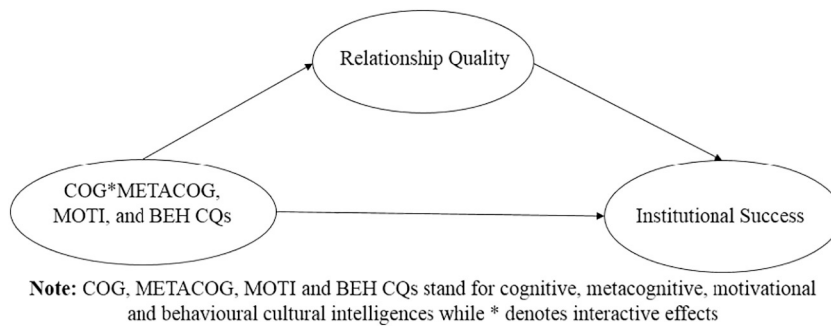 Relationship Quality
COG*METACOG,
MOTI, and BEH CQs
Institutional Success
Note: COG, METACOG, MOTI and BEH CQs stand for cognitive, metacognitive, motivational
and behavioural cultural intelligences while * denotes interactive effects